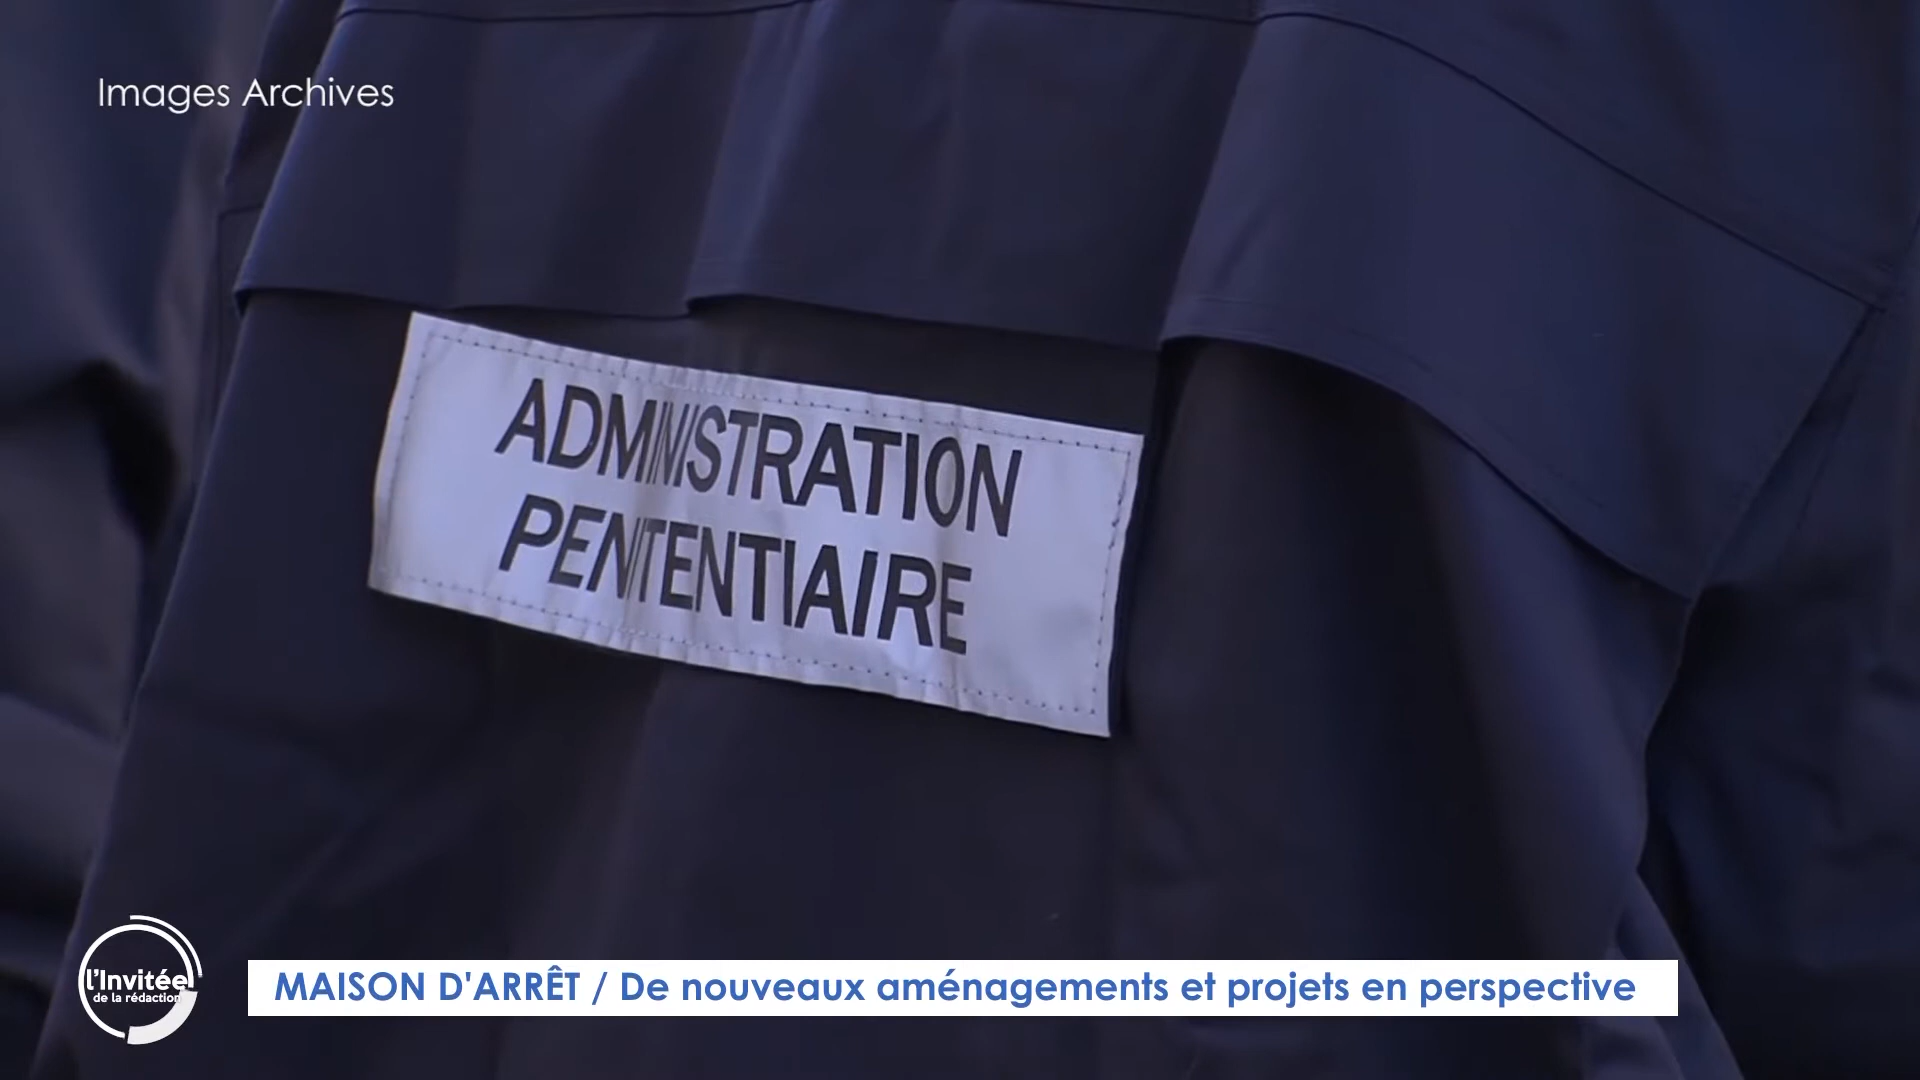 Images Archives
ADMINISTRATION
PENITENTIAIRE
l'Invitée
de la rédaction
MAISON D'ARRÊT / De nouveaux aménagements et projets en perspective